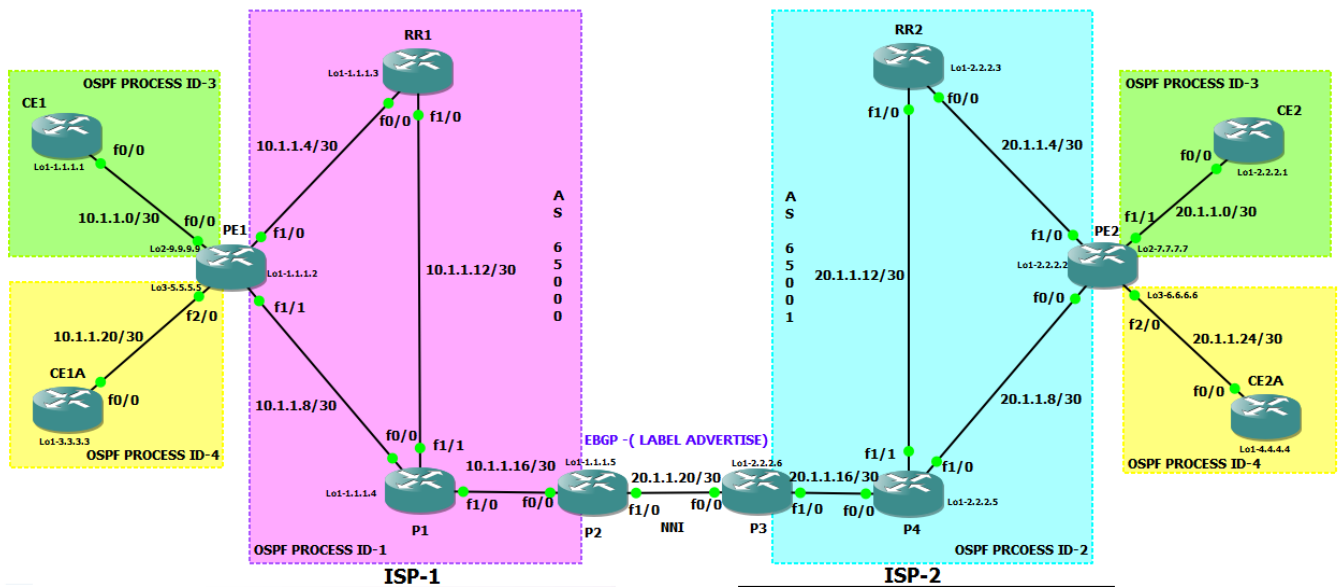 RR1
Lo1-1.1.1.3
f0/0
f1/0
RR2
Lo1-2.2.2.3
f0/0
f1/0
OSPF PROCESS ID-3
CE1
f0/0
Lo1-1.1.1.1
10.1.1.0/30
f0/0
10.1.1.4/30
20.1.1.4/30
OSPF PROCESS ID-3
CE2
f0/0
Lo1-2.2.2.1
20.1.1.0/30
f1/1
PE1
Lo2-9.9.9.9
f1/0
Lo1-1.1.1.2
Lo3-5.5.5.5
f1/1
f2/0
10.1.1.12/30
AS 65000
20.1.1.12/30
AS 65001
PE2
f1/0
Lo2-7.7.7.7
Lo1-2.2.2.2
f0/0
Lo3-6.6.6.6
f2/0
10.1.1.20/30
CE1A
f0/0
Lo1-3.3.3.3
OSPF PROCESS ID-4
10.1.1.8/30
20.1.1.8/30
20.1.1.24/30
f0/0
CE2A
Lo1-4.4.4.4
OSPF PROCESS ID-4
f0/0
f1/1
EBGP -( LABEL ADVERTISE)
10.1.1.16/30
Lo1-1.1.1.5
20.1.1.20/30
Lo1-2.2.2.6
20.1.1.16/30
f1/1
f1/0
Lo1-1.1.1.4
f1/0
f0/0
f1/0
f0/0
f1/0
f0/0
Lo1-2.2.2.5
P1
P2
NNI
P3
P4
OSPF PROCESS ID-1
OSPF PRCOESS ID-2
ISP-1
ISP-2